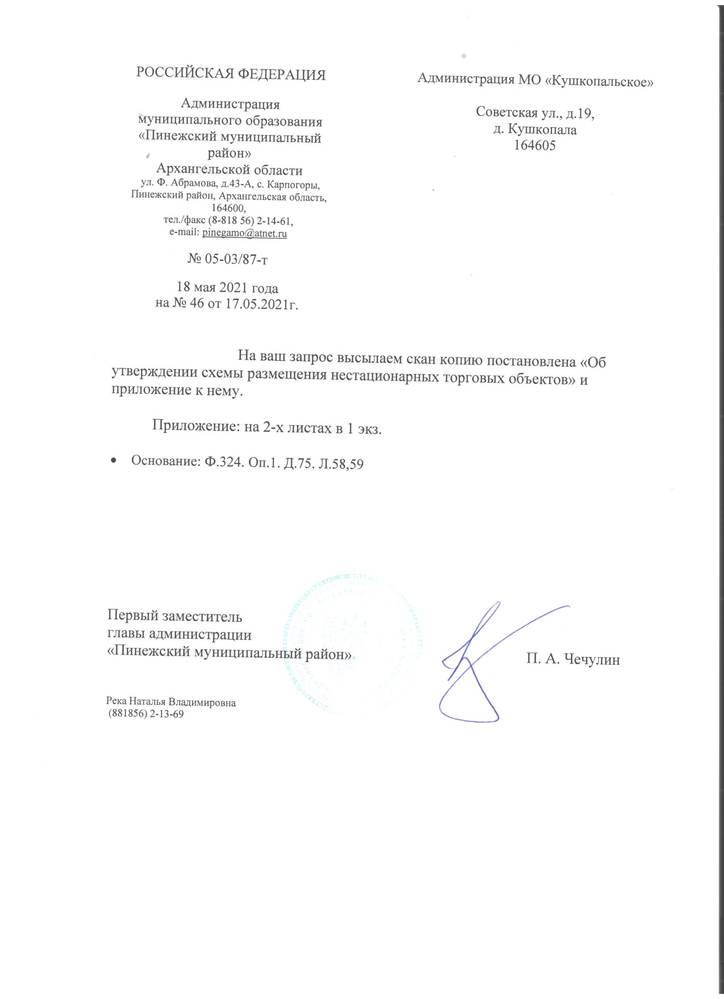 РОССИЙСКАЯ ФЕДЕРАЦИЯ
Администрация
муниципального образования
«Пинежский муниципальный
район»
Архангельской области
ул. Ф. Абрамова, д.43-А, с. Карпогоры,
Пинежский район, Архангельская область,
164600,
тел./факс (8-818 56) 2-14-61,
e-mail: pinegamo@atnet.ru
№ 05-03/87-т
18 мая 2021 года
на № 46 от 17.05.2021г.
Администрация МО «Кушкопальское»
Советская ул., д.19,
д. Кушкопала
164605
На ваш запрос высылаем скан копию постановлена «Об
утверждении схемы размещения нестационарных торговых объектов» и
приложение к нему.
Приложение: на 2-х листах в 1 экз.
• Основание: Ф.324. Оп.1. Д.75. Л.58,59
Первый заместитель
главы администрации
«Пинежский муниципальный район»
П. А. Чечулин
Река Наталья Владимировна
(881856) 2-13-69